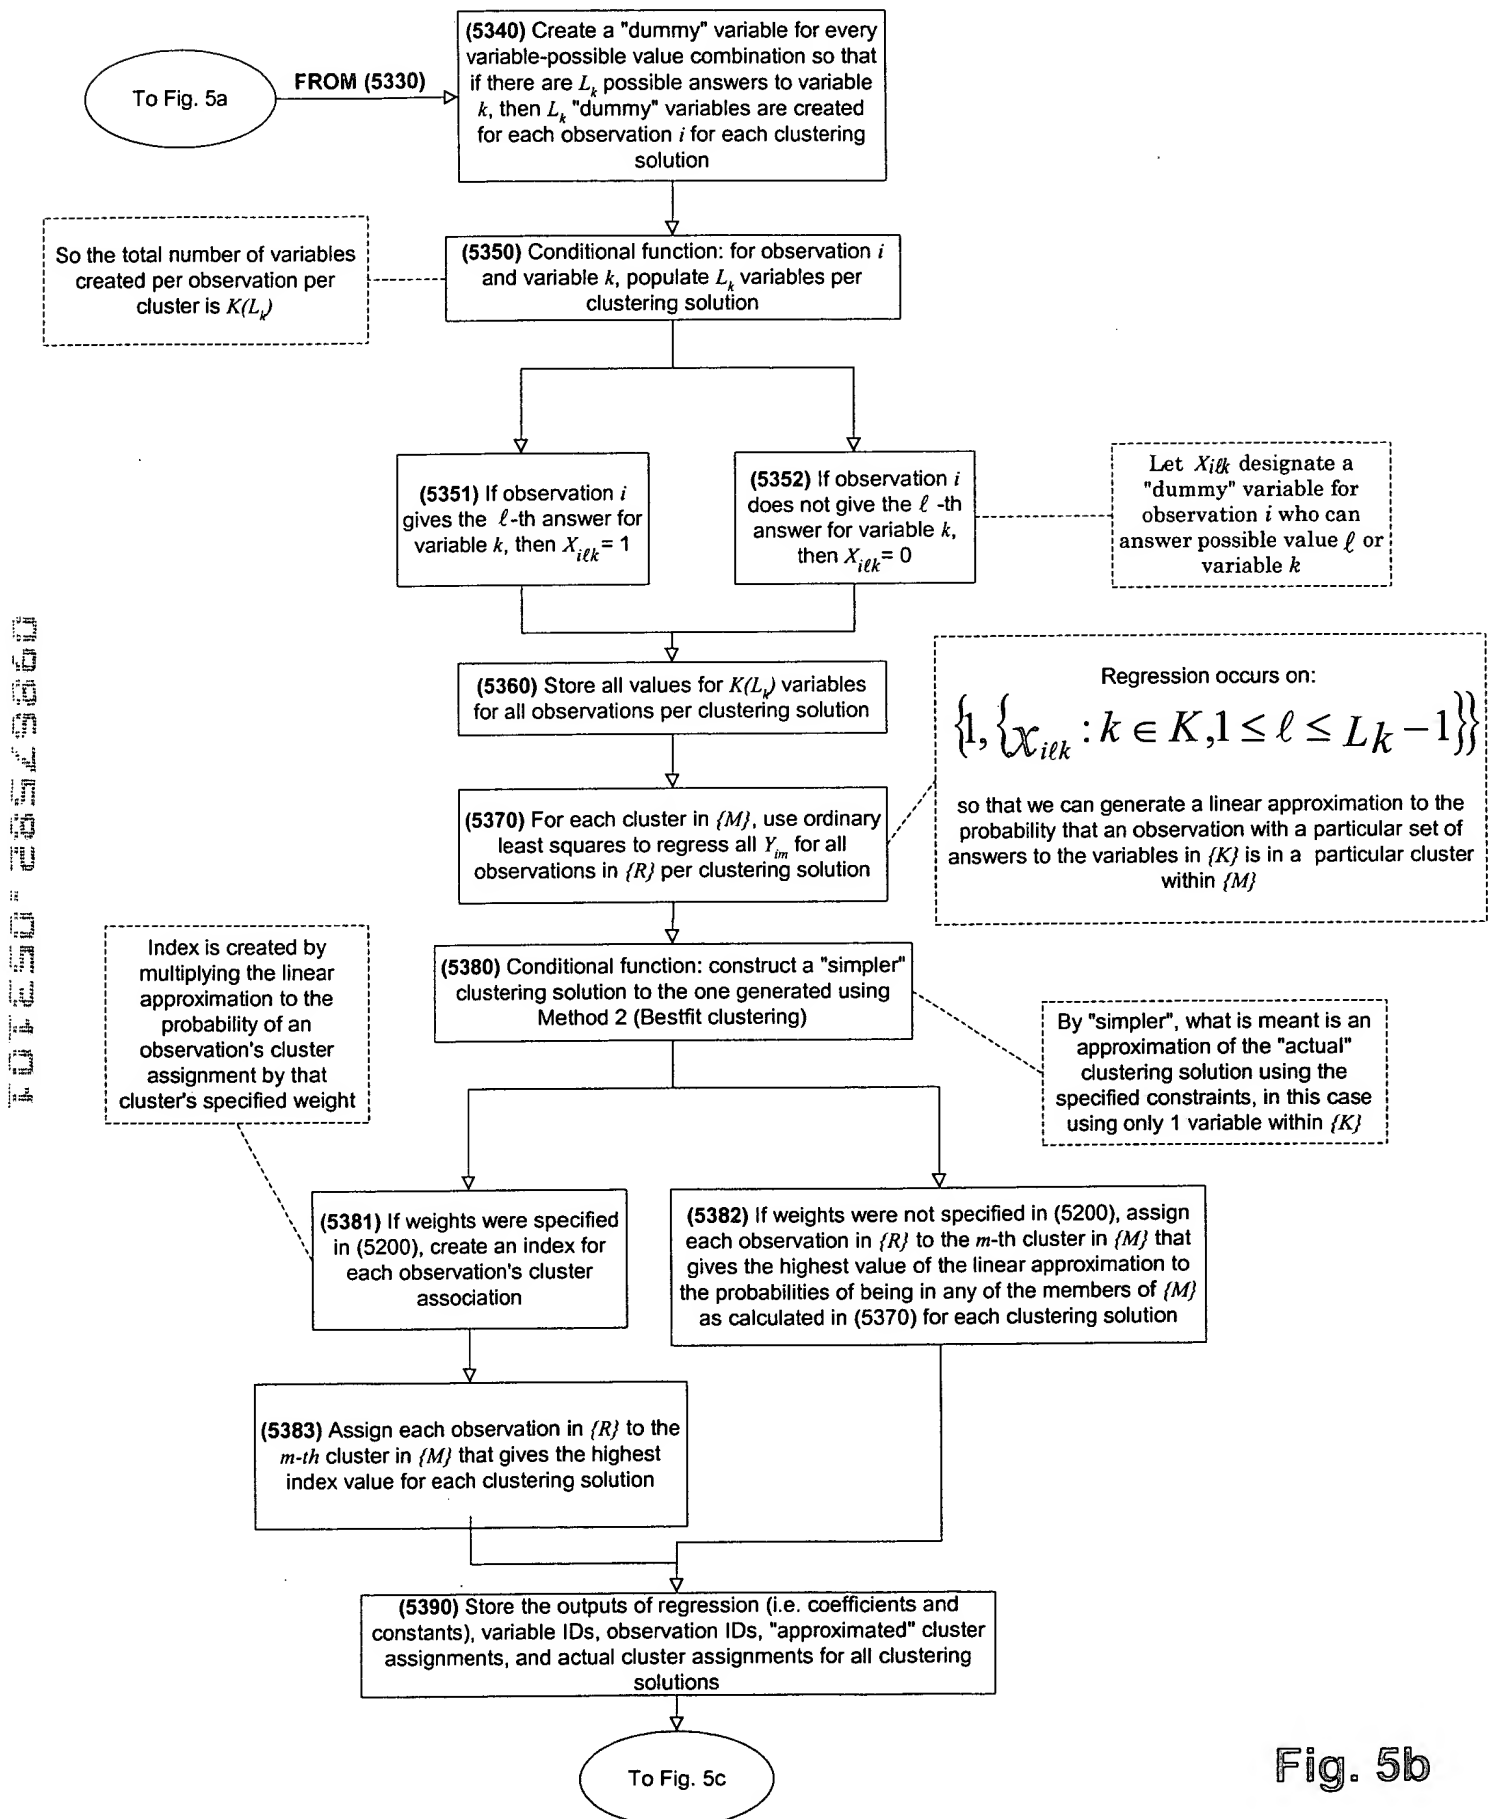 (5340) Create a "dummy" variable for every
variable-possible value combination so that
if there are Lk possible answers to variable
k, then Lk "dummy" variables are created
for each observation i for each clustering
solution
To Fig. 5a
FROM (5330)
So the total number of variables
created per observation per
cluster is K(Lk)
(5350) Conditional function: for observation i
and variable k, populate Lk variables per
clustering solution
(5351) If observation i
gives the ℓ-th answer for
variable k, then Xiℓk = 1
(5352) If observation i
does not give the ℓ -th
answer for variable k,
then Xiℓk = 0
Let Xiℓk designate a
"dummy" variable for
observation i who can
answer possible value ℓ or
variable k
(5360) Store all values for K(Lk) variables
for all observations per clustering solution
Regression occurs on:
{1, {Xiℓk : k ∈ K,1 ≤ ℓ ≤ Lk − 1}}
so that we can generate a linear approximation to the
probability that an observation with a particular set of
answers to the variables in {K} is in a particular cluster
within {M}
(5370) For each cluster in {M}, use ordinary
least squares to regress all Yim for all
observations in {R} per clustering solution
Index is created by
multiplying the linear
approximation to the
probability of an
observation's cluster
assignment by that
cluster's specified weight
(5380) Conditional function: construct a "simpler"
clustering solution to the one generated using
Method 2 (Bestfit clustering)
By "simpler", what is meant is an
approximation of the "actual"
clustering solution using the
specified constraints, in this case
using only 1 variable within {K}
(5381) If weights were specified
in (5200), create an index for
each observation's cluster
association
(5382) If weights were not specified in (5200), assign
each observation in {R} to the m-th cluster in {M} that
gives the highest value of the linear approximation to
the probabilities of being in any of the members of {M}
as calculated in (5370) for each clustering solution
(5383) Assign each observation in {R} to the
m-th cluster in {M} that gives the highest
index value for each clustering solution
(5390) Store the outputs of regression (i.e. coefficients and
constants), variable IDs, observation IDs, "approximated" cluster
assignments, and actual cluster assignments for all clustering
solutions
To Fig. 5c
Fig. 5b